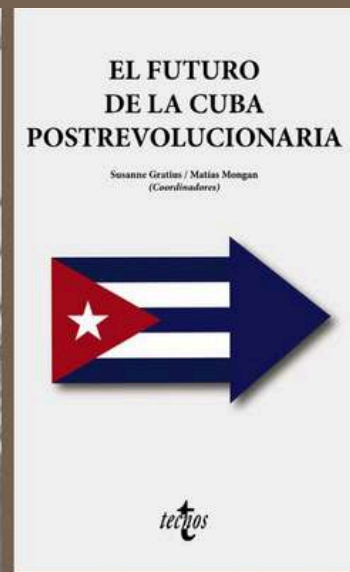 EL FUTURO
DE LA CUBA
POSTREVOLUCIONARIA
Susanne Gratius / Matías Mongan
(Coordinadores)
tecnos